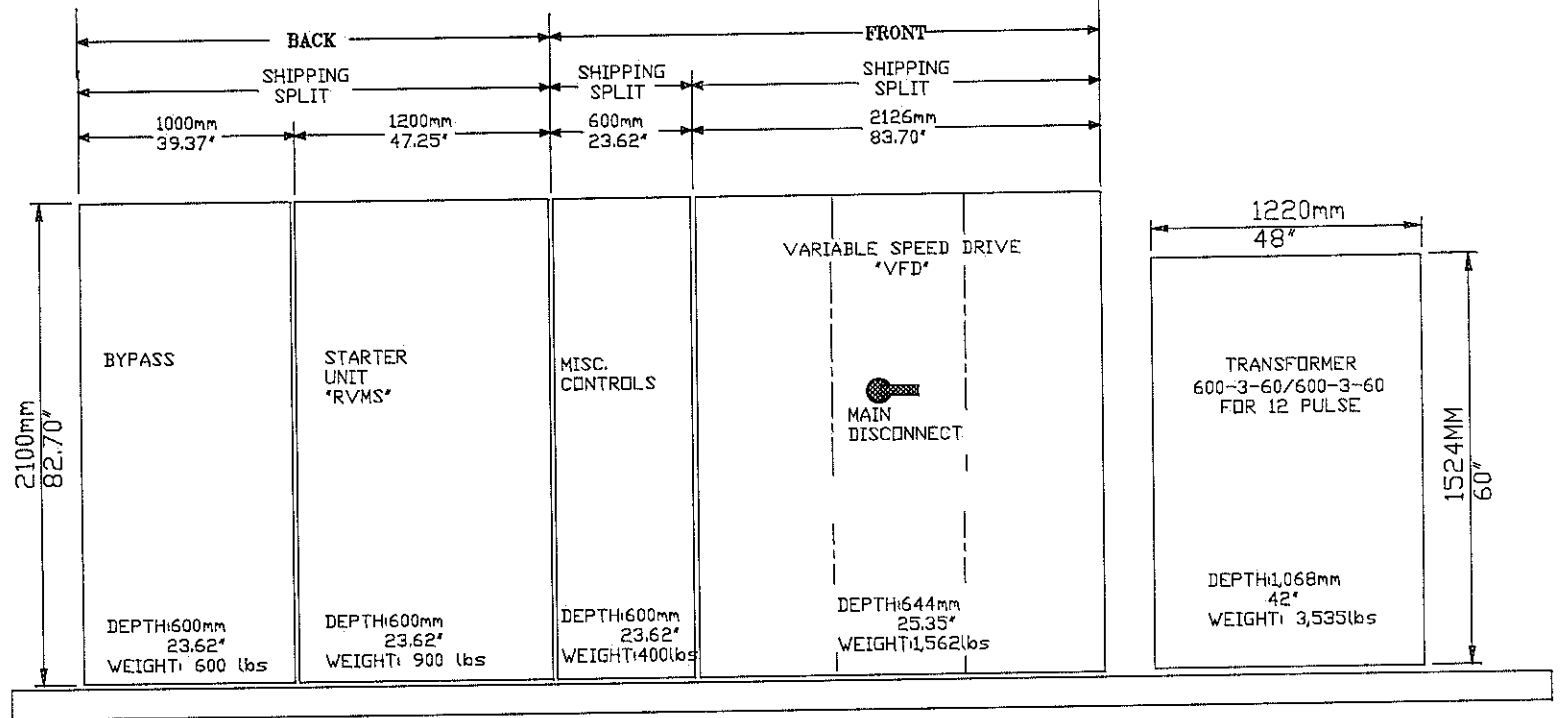 BACK
FRONT
SHIPPING
SPLIT
SHIPPING
SPLIT
SHIPPING
SPLIT
1000mm
39.37"
1200mm
47.25"
600mm
23.62"
2126mm
83.70"
2100mm
82.70"
BYPASS
DEPTH:600mm
23.62"
WEIGHT: 600 lbs
STARTER
UNIT
"RVMS"
DEPTH:600mm
23.62"
WEIGHT: 900 lbs
MISC.
CONTROLS
DEPTH:600mm
23.62"
WEIGHT:400lbs
VARIABLE SPEED DRIVE
"VFD"
MAIN
DISCONNECT
DEPTH:644mm
25.35"
WEIGHT:1,562lbs
1220mm
48"
TRANSFORMER
600-3-60/600-3-60
FOR 12 PULSE
DEPTH:1,068mm
42"
WEIGHT: 3,535lbs
1524MM
60"